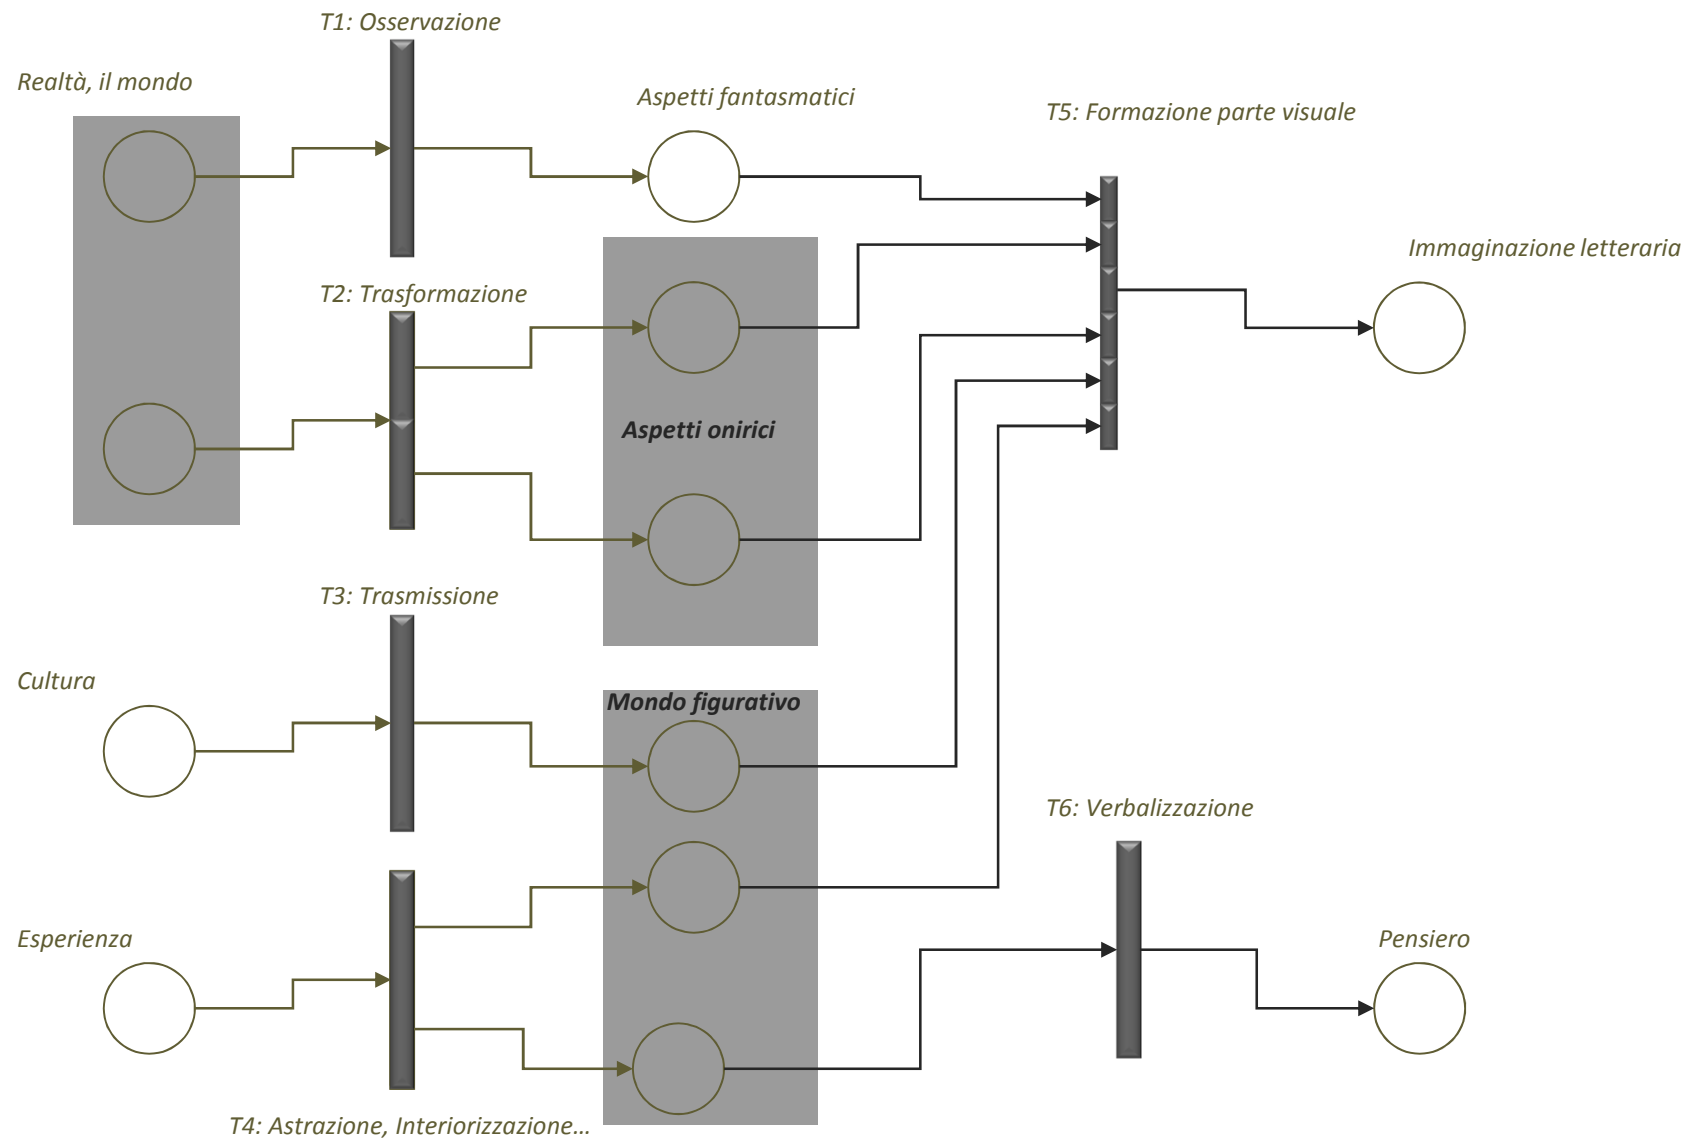 T1: Osservazione
Realtà, il mondo
Aspetti fantasmatici
T5: Formazione parte visuale
Immaginazione letteraria
T2: Trasformazione
Aspetti onirici
T3: Trasmissione
Cultura
Mondo figurativo
T6: Verbalizzazione
Esperienza
Pensiero
T4: Astrazione, Interiorizzazione…